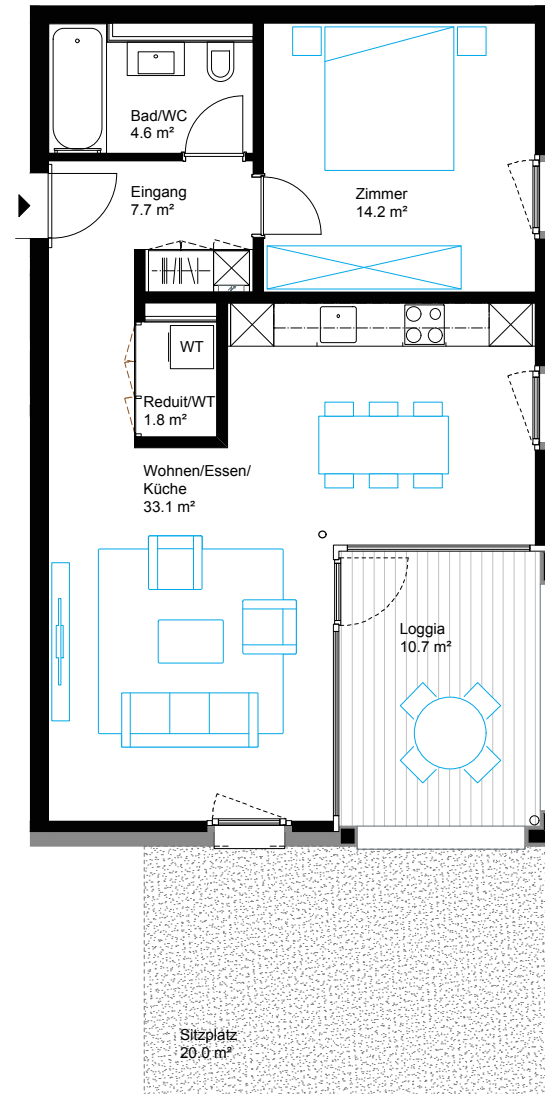 Bad/WC
4.6 m²
Eingang
7.7 m²
Zimmer
14.2 m²
WT
Reduit/WT
1.8 m²
Wohnen/Essen/
Küche
33.1 m²
Loggia
10.7 m²
Sitzplatz
20.0 m²